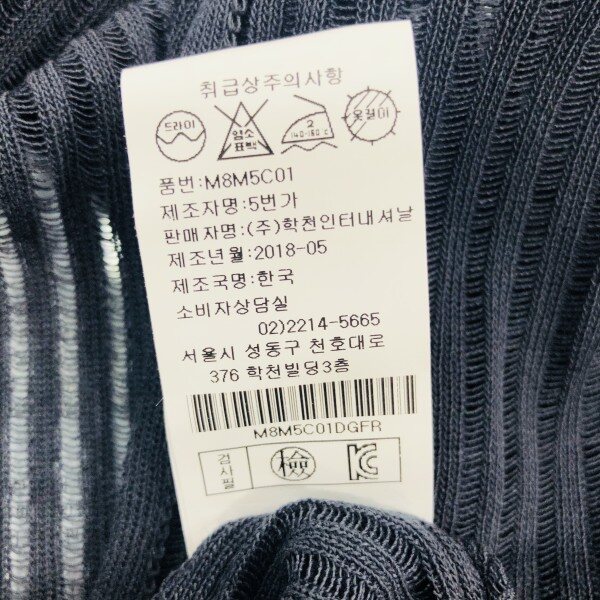 취급상주의사항
드라이 염소 표백 2 140-160˚C 옷걸이
품번:M8M5C01
제조자명:5번가
판매자명:(주)학천인터내셔날
제조년월:2018-05
제조국명:한국
소비자상담실
02)2214-5665
서울시 성동구 천호대로
376 학천빌딩3층
M8M5C01DGFR
검사필 檢 KC